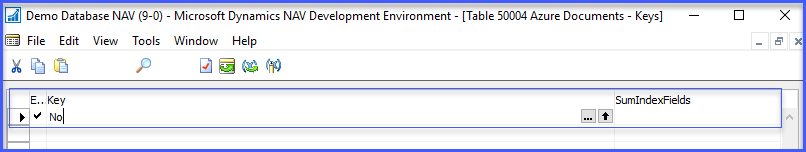 Demo Database NAV (9-0) - Microsoft Dynamics NAV Development Environment - [Table 50004 Azure Documents - Keys]
File Edit View Tools Window Help
E.. Key SumIndexFields
No ...